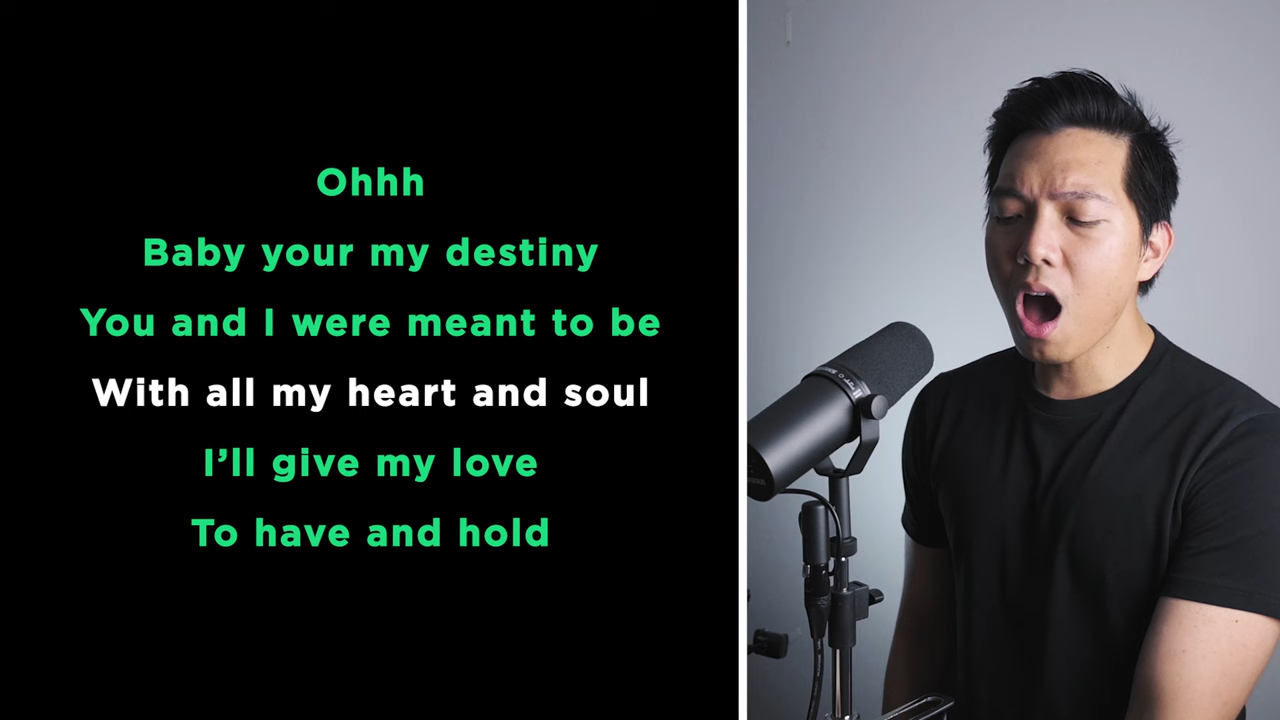 Ohhh
Baby your my destiny
You and I were meant to be
With all my heart and soul
I’ll give my love
To have and hold